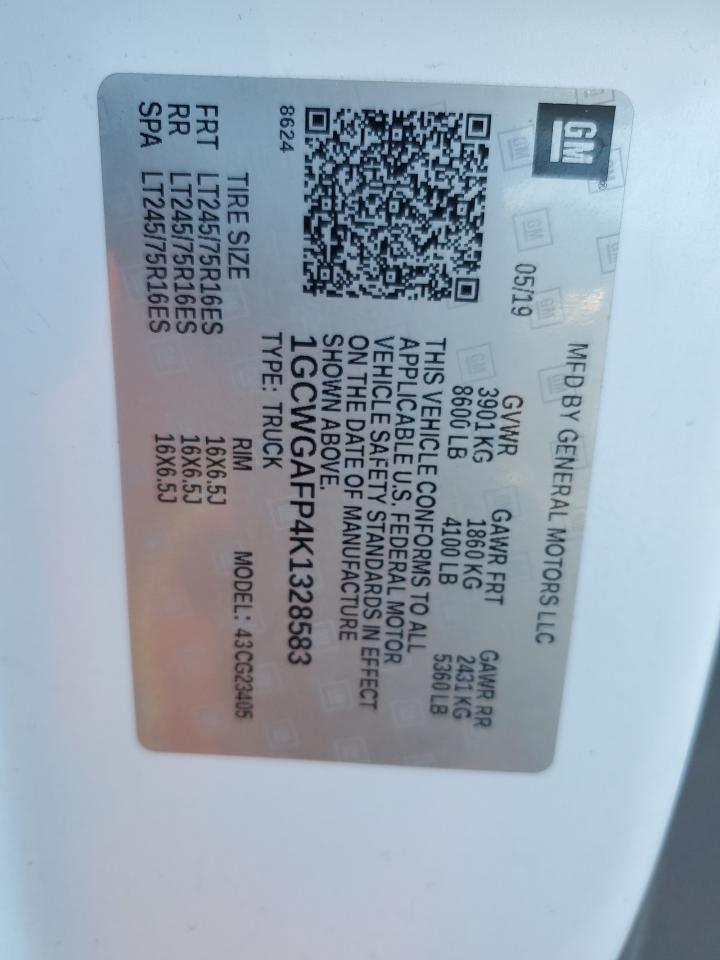 GM
MFD BY GENERAL MOTORS LLC
05/19
GVWR GAWR FRT GAWR RR
3901 KG 1860 KG 2431 KG
8600 LB 4100 LB 5360 LB
THIS VEHICLE CONFORMS TO ALL
APPLICABLE U.S. FEDERAL MOTOR
VEHICLE SAFETY STANDARDS IN EFFECT
ON THE DATE OF MANUFACTURE
SHOWN ABOVE.
1GCWGAFP4K1328583
TYPE: TRUCK
8624
TIRE SIZE RIM MODEL: 43CG23405
FRT LT245/75R16ES 16X6.5J
RR LT245/75R16ES 16X6.5J
SPA LT245/75R16ES 16X6.5J